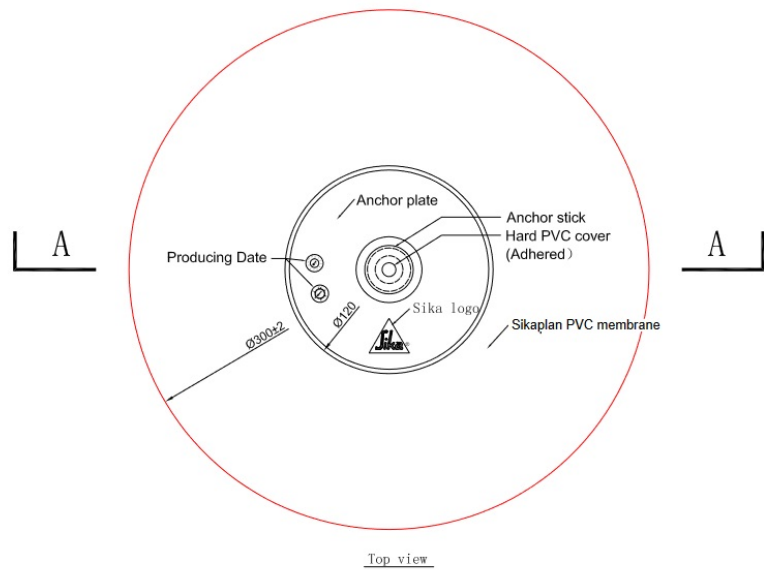 Anchor plate
A
Anchor stick
A
Hard PVC cover
(Adhered）
Producing Date
Sika logo
Ø120
Sikaplan PVC membrane
Ø300±2
Sika
Top view